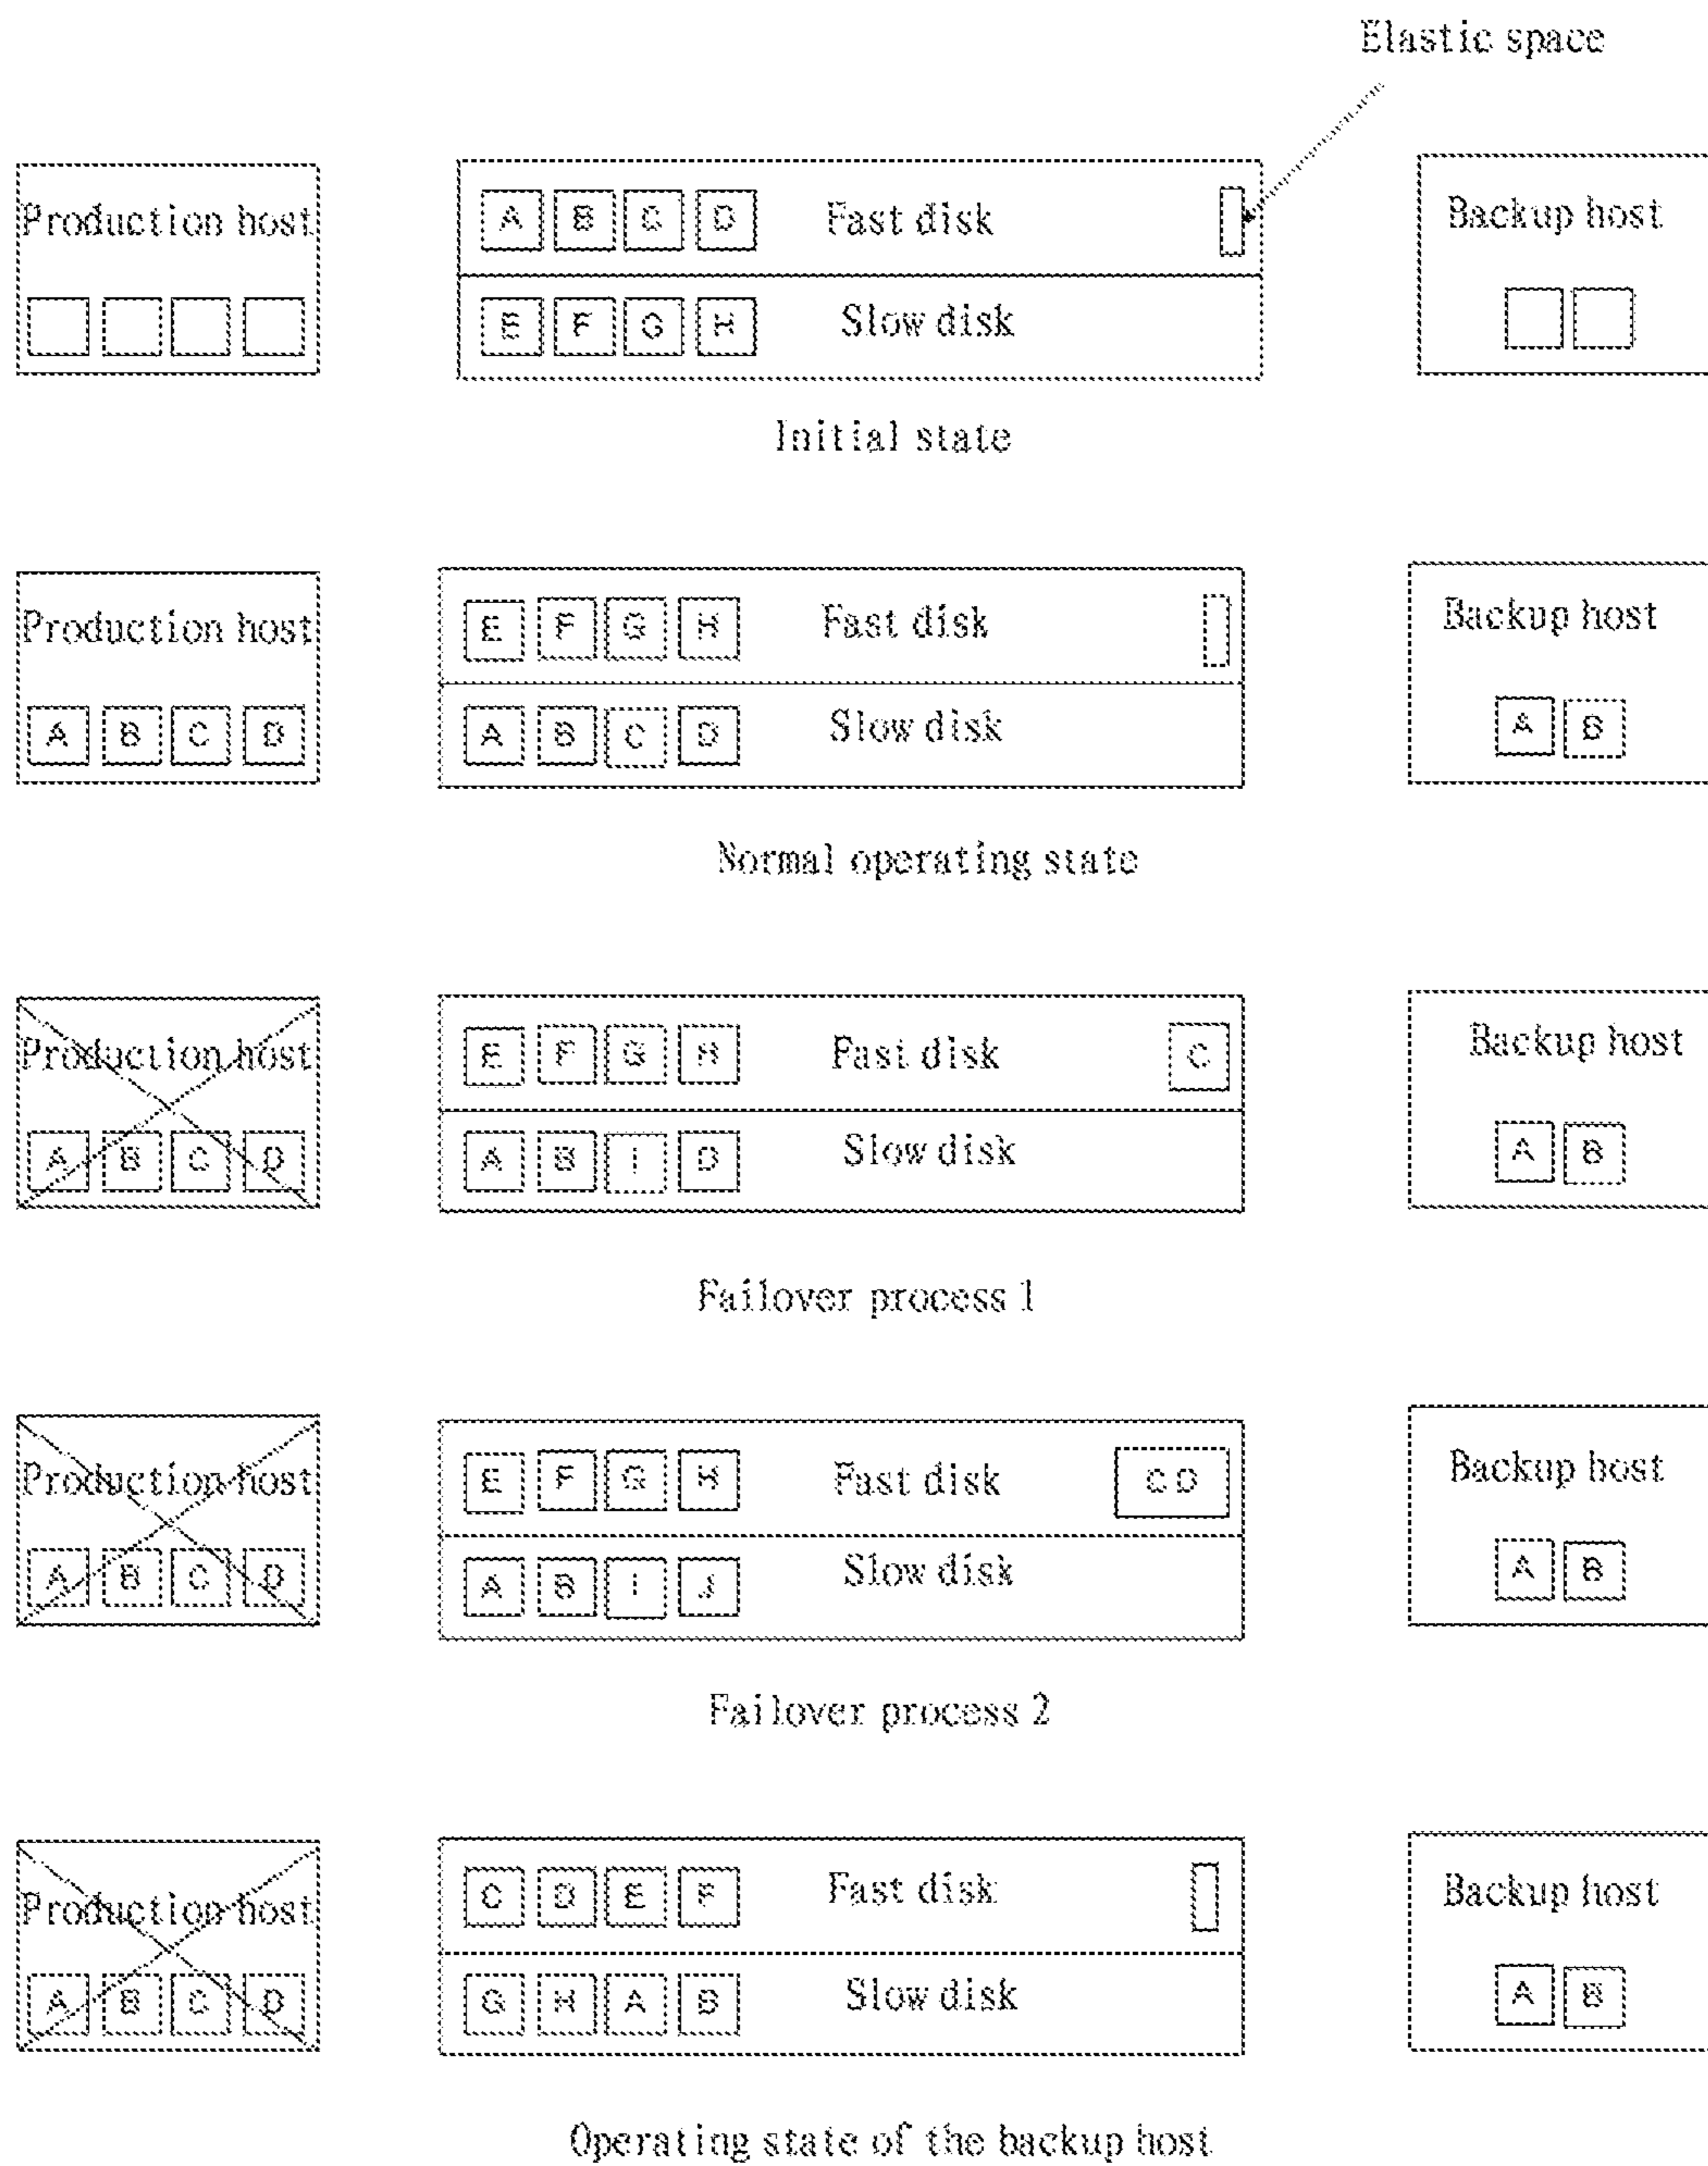 Elastic space
Production host
A B C D Fast disk
Backup host
E F G H Slow disk
Initial state
Production host
A B C D
E F G H Fast disk
A B C D Slow disk
Backup host
A B
Normal operating state
Production host
A B C D
E F G H Fast disk C
A B I D Slow disk
Backup host
A B
Failover process 1
Production host
A B C D
E F G H Fast disk C D
A B I J Slow disk
Backup host
A B
Failover process 2
Production host
A B C D
C D E F Fast disk
G H A B Slow disk
Backup host
A B
Operating state of the backup host